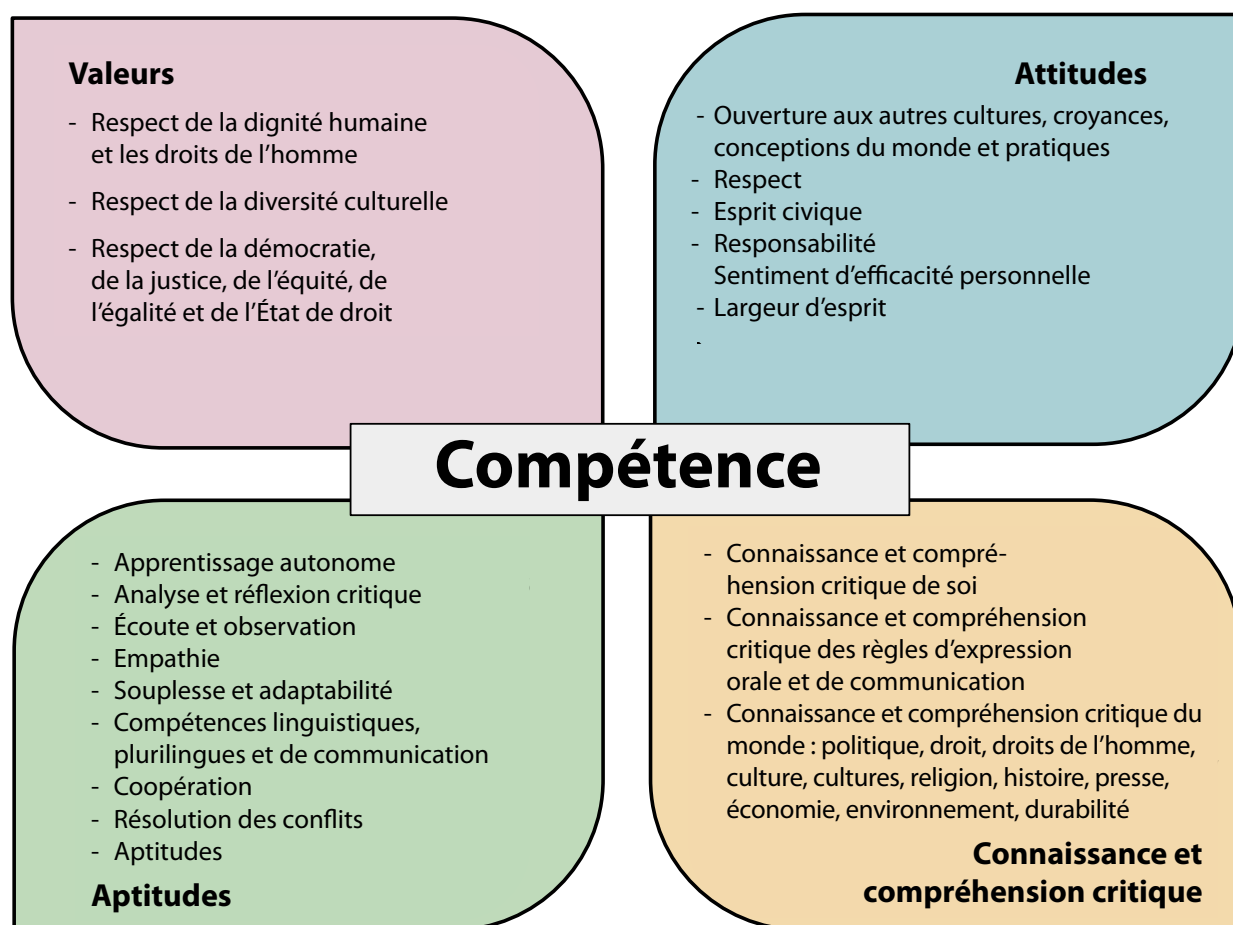 Valeurs
- Respect de la dignité humaine
et les droits de l'homme
- Respect de la diversité culturelle
- Respect de la démocratie,
de la justice, de l'équité, de
l'égalité et de l'État de droit
Attitudes
- Ouverture aux autres cultures, croyances,
conceptions du monde et pratiques
- Respect
- Esprit civique
- Responsabilité
Sentiment d'efficacité personnelle
- Largeur d'esprit
-
Compétence
- Apprentissage autonome
- Analyse et réflexion critique
- Écoute et observation
- Empathie
- Souplesse et adaptabilité
- Compétences linguistiques,
plurilingues et de communication
- Coopération
- Résolution des conflits
- Aptitudes
Aptitudes
- Connaissance et compré-
hension critique de soi
- Connaissance et compréhension
critique des règles d'expression
orale et de communication
- Connaissance et compréhension critique du
monde : politique, droit, droits de l'homme,
culture, cultures, religion, histoire, presse,
économie, environnement, durabilité
Connaissance et
compréhension critique